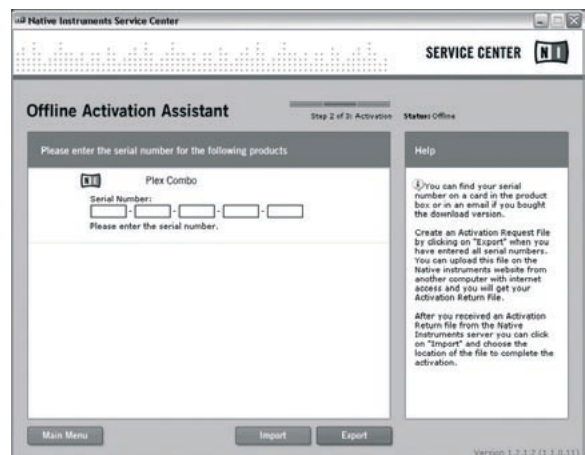 Native Instruments Service Center
SERVICE CENTER NI
Offline Activation Assistant
Step 2 of 3: Activation
Status: Offline
Please enter the serial number for the following products
NI Plex Combo
Serial Number:
- - - -
Please enter the serial number.
Help
You can find your serial
number on a card in the product
box or in an email if you bought
the download version.
Create an Activation Request File
by clicking on "Export" when you
have entered all serial numbers.
You can upload this file on the
Native instruments website from
another computer with internet
access and you will get your
Activation Return File.
After you received an Activation
Return file from the Native
Instruments server you can click
on "Import" and choose the
location of the file to complete the
activation.
Main Menu
Import
Export
Version 1.2.1.2